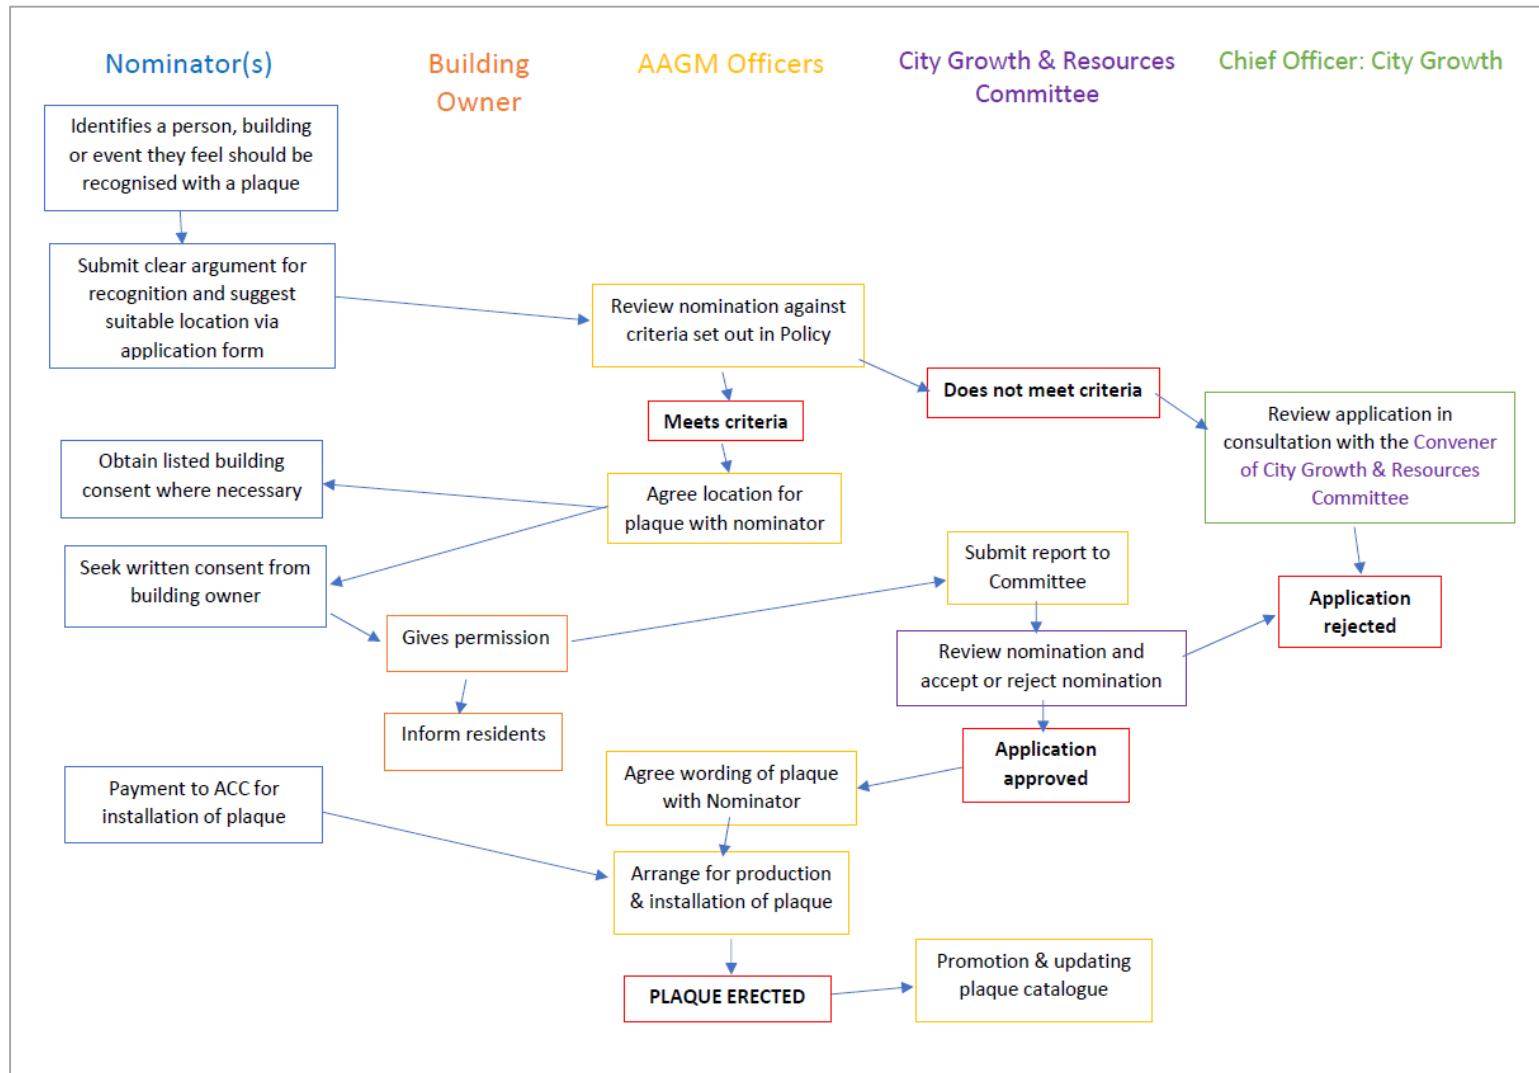 Nominator(s)
Building
Owner
AAGM Officers
City Growth & Resources
Committee
Chief Officer: City Growth
Identifies a person, building
or event they feel should be
recognised with a plaque
Submit clear argument for
recognition and suggest
suitable location via
application form
Review nomination against
criteria set out in Policy
Does not meet criteria
Meets criteria
Review application in
consultation with the Convener
of City Growth & Resources
Committee
Obtain listed building
consent where necessary
Agree location for
plaque with nominator
Seek written consent from
building owner
Submit report to
Committee
Application
rejected
Gives permission
Review nomination and
accept or reject nomination
Inform residents
Application
approved
Payment to ACC for
installation of plaque
Agree wording of plaque
with Nominator
Arrange for production
& installation of plaque
PLAQUE ERECTED
Promotion & updating
plaque catalogue